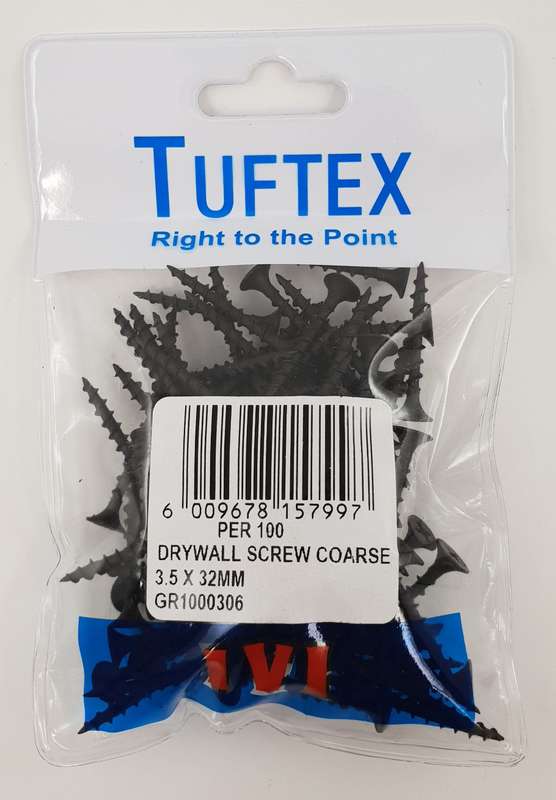 TUFTEX
Right to the Point
6 009678 157997
PER 100
DRYWALL SCREW COARSE
3.5 X 32MM
GR1000306